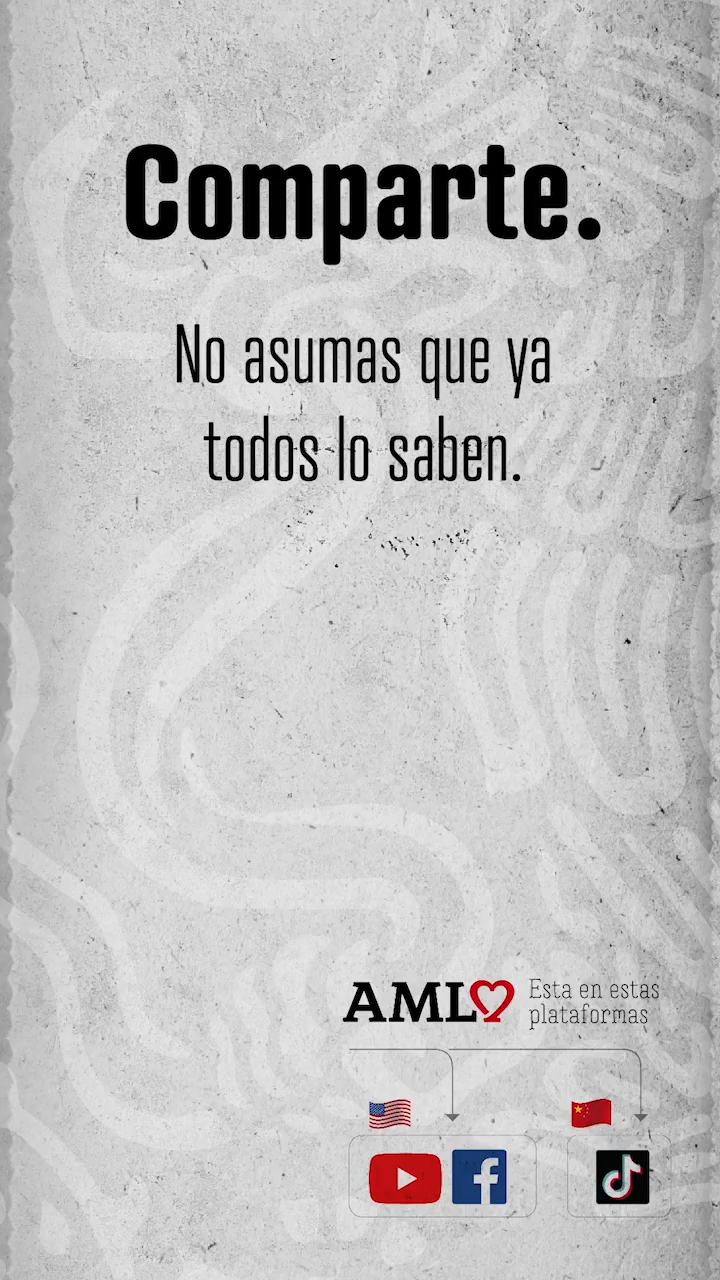 Comparte.
No asumas que ya
todos lo saben.
AML
Esta en estas
plataformas